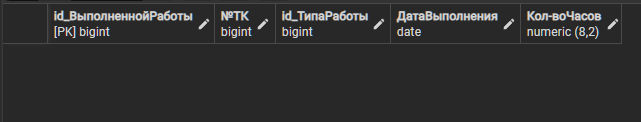 id_ВыполненнойРаботы №ТК id_ТипаРаботы ДатаВыполнения Кол-воЧасов
[PK] bigint bigint bigint date numeric (8,2)